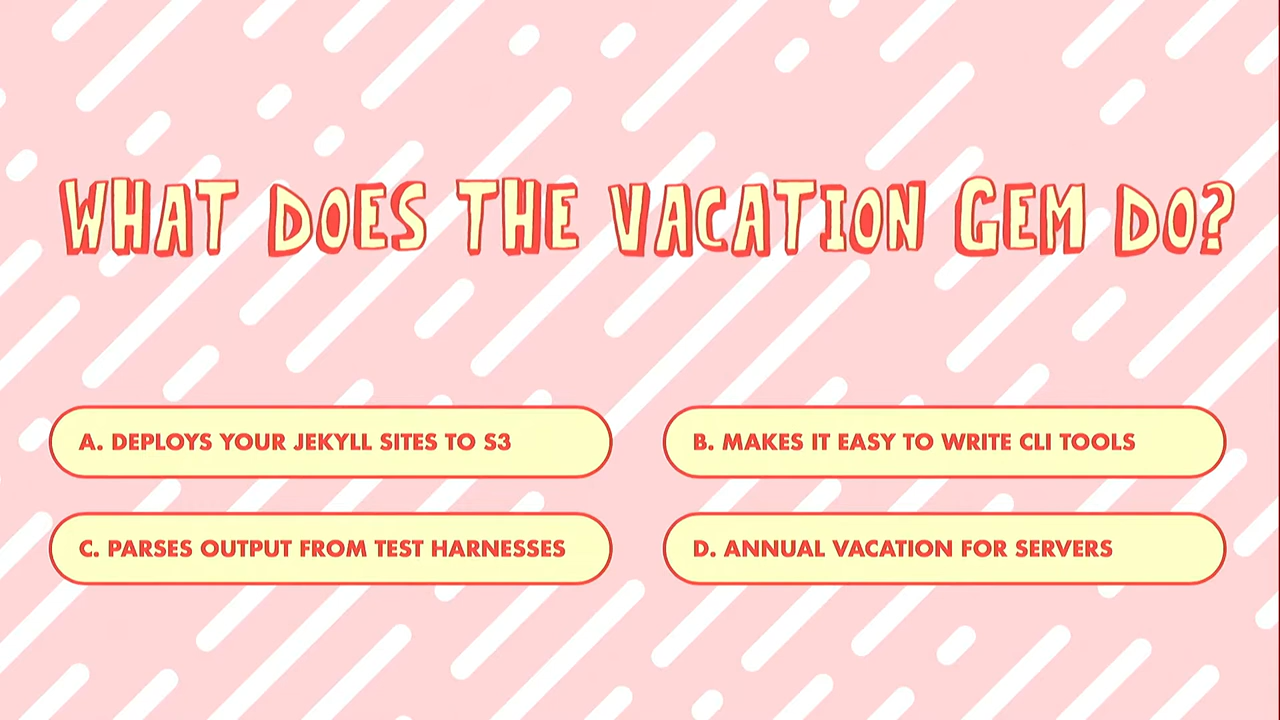 WHAT DOES THE VACATION GEM DO?
A. DEPLOYS YOUR JEKYLL SITES TO S3
B. MAKES IT EASY TO WRITE CLI TOOLS
C. PARSES OUTPUT FROM TEST HARNESSES
D. ANNUAL VACATION FOR SERVERS